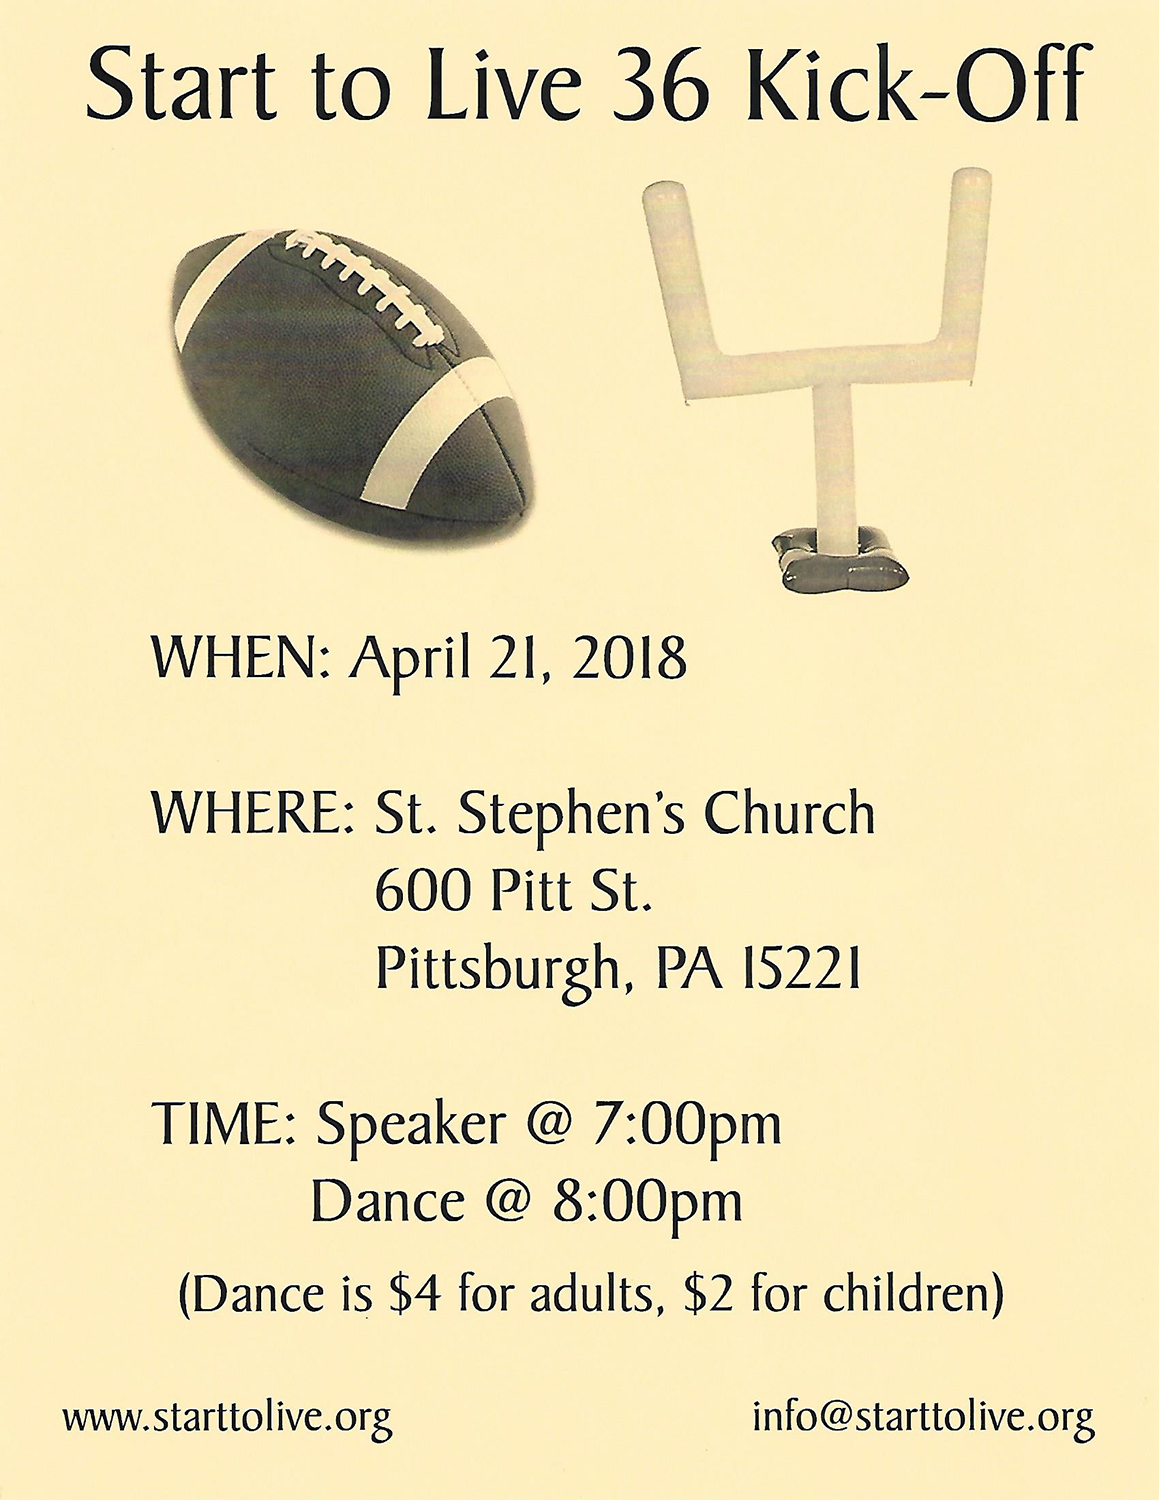 Start to Live 36 Kick-Off
WHEN: April 21, 2018
WHERE: St. Stephen's Church
600 Pitt St.
Pittsburgh, PA 15221
TIME: Speaker @ 7:00pm
Dance @ 8:00pm
(Dance is $4 for adults, $2 for children)
www.starttolive.org
info@starttolive.org